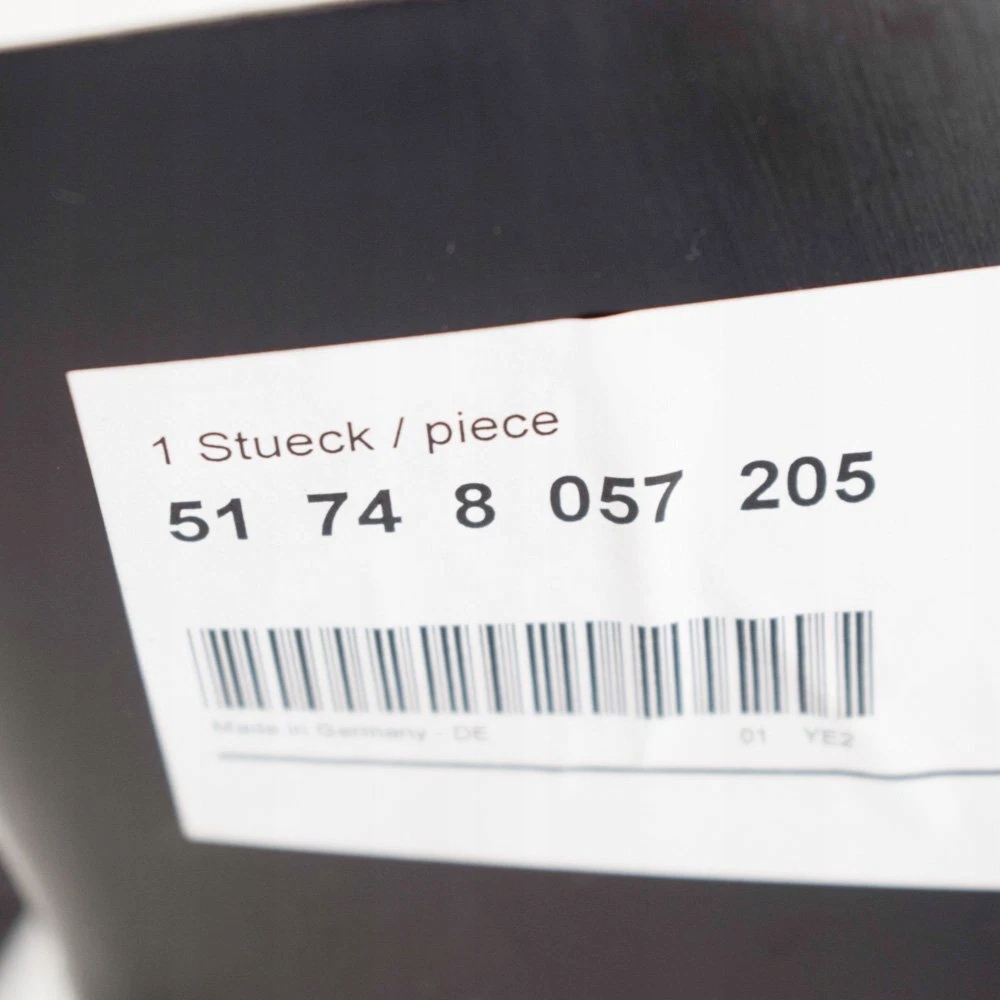 1 Stueck / piece
51 74 8 057 205
Made in Germany - DE 01 YE2